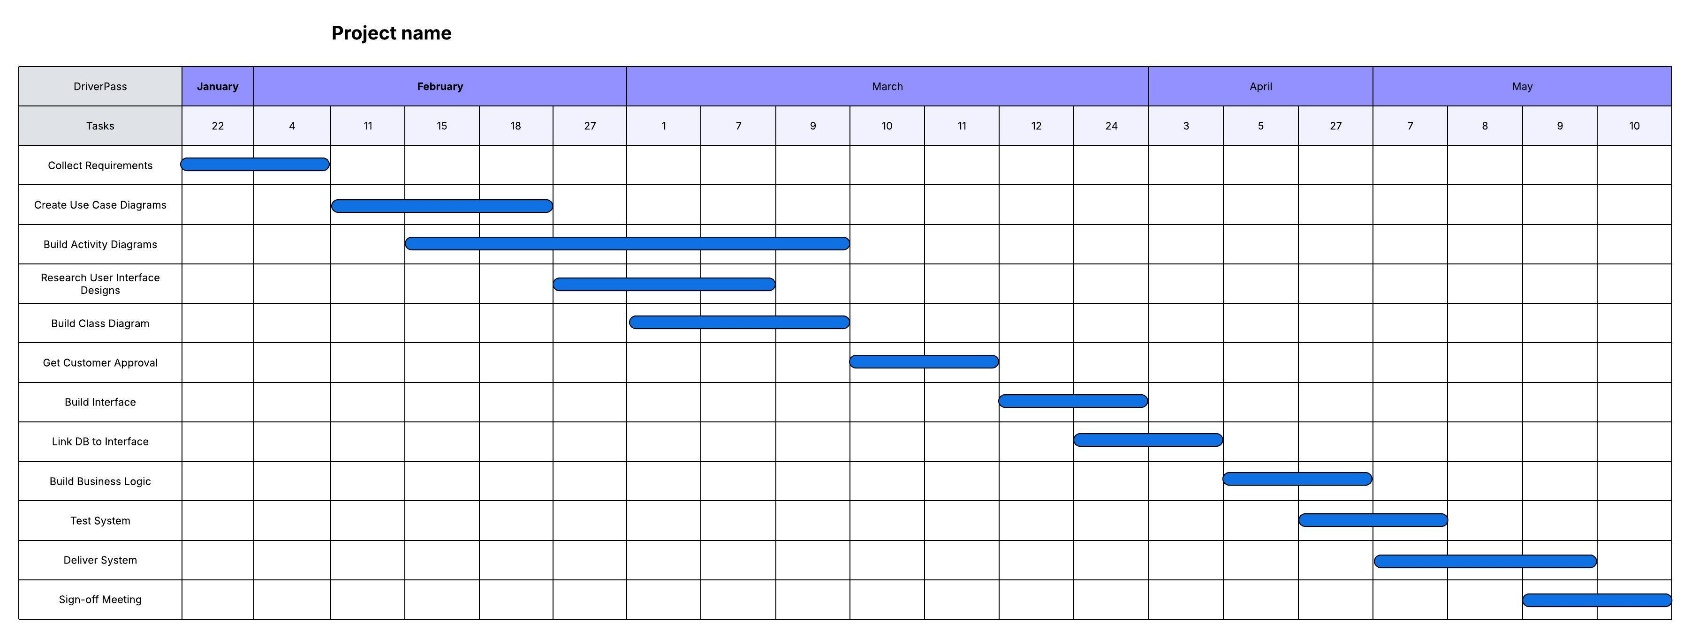 Project name
DriverPass January February March April May
Tasks 22 4 11 15 18 27 1 7 9 10 11 12 24 3 5 27 7 8 9 10
Collect Requirements
Create Use Case Diagrams
Build Activity Diagrams
Research User Interface
Designs
Build Class Diagram
Get Customer Approval
Build Interface
Link DB to Interface
Build Business Logic
Test System
Deliver System
Sign-off Meeting